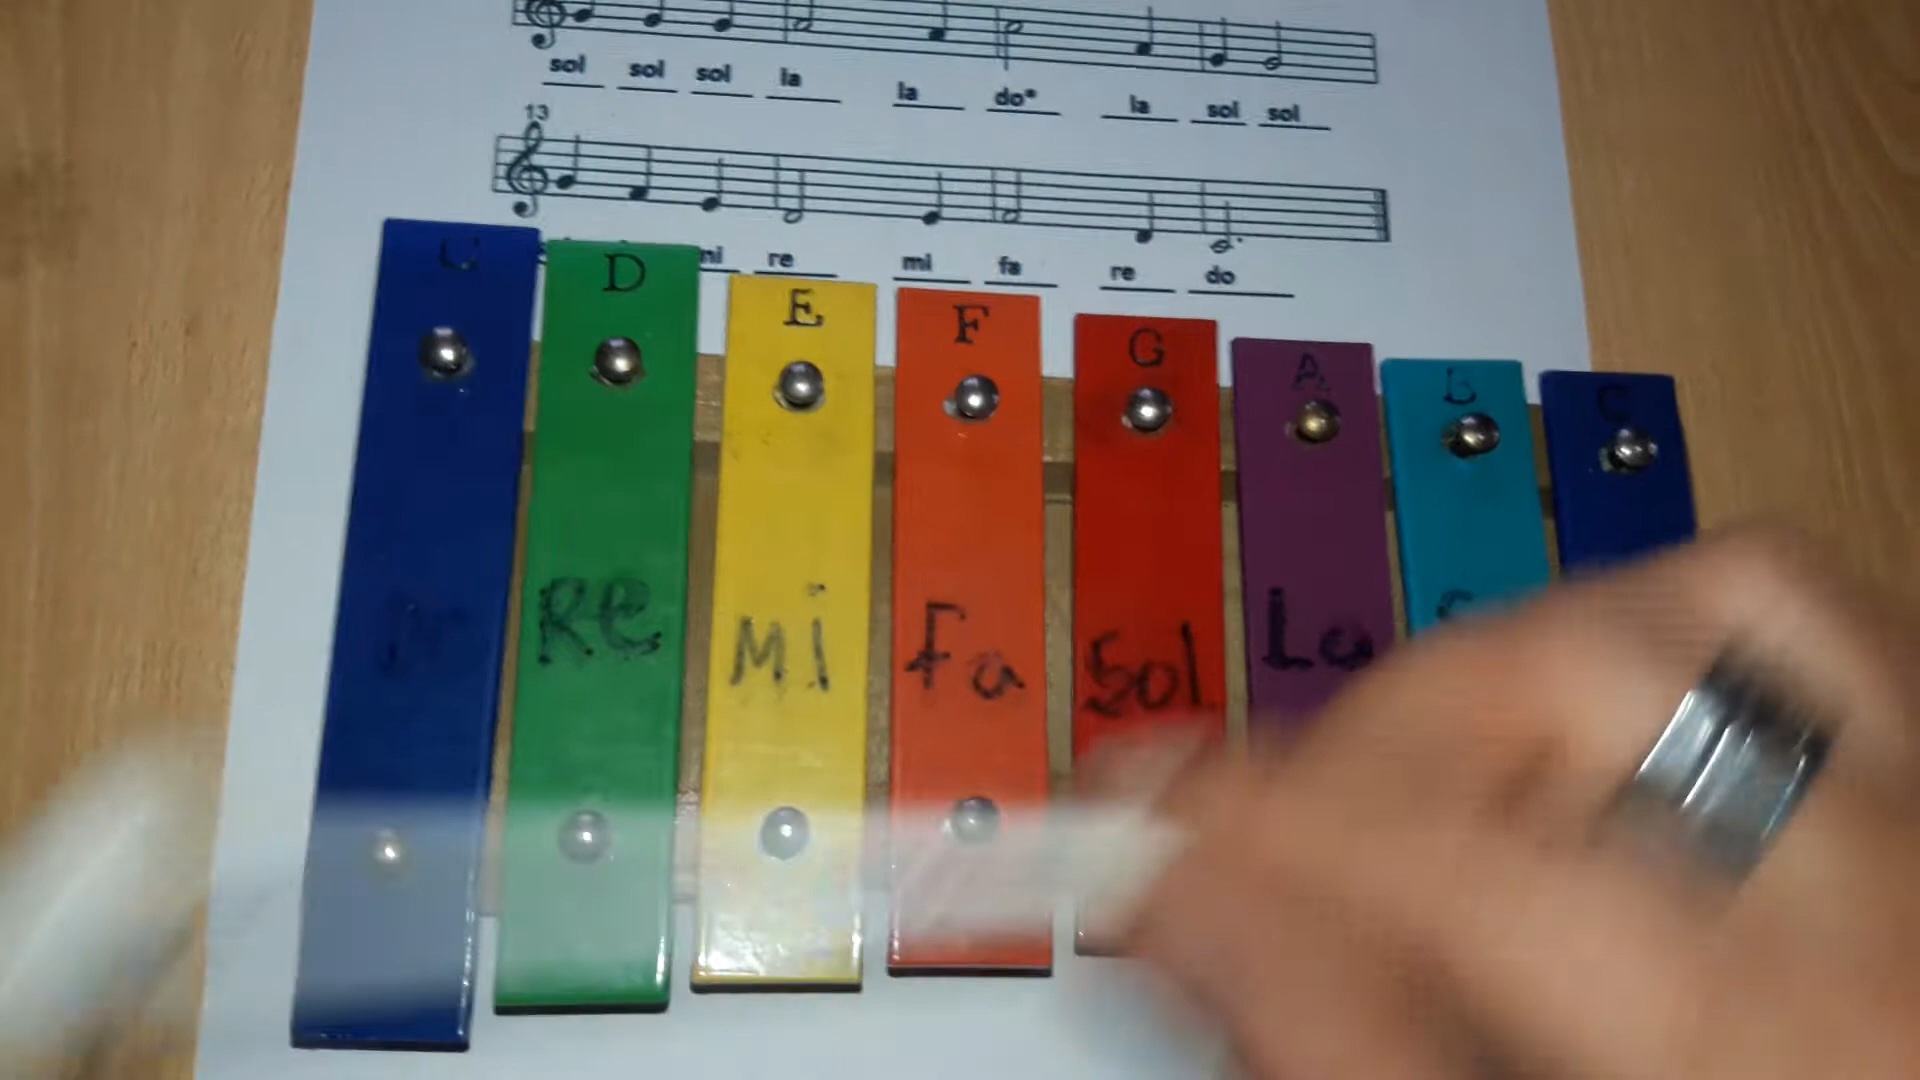 sol sol sol la la do* la sol sol
13
mi re mi fa re do
C D E F G A B C
Re Mi Fa Sol La